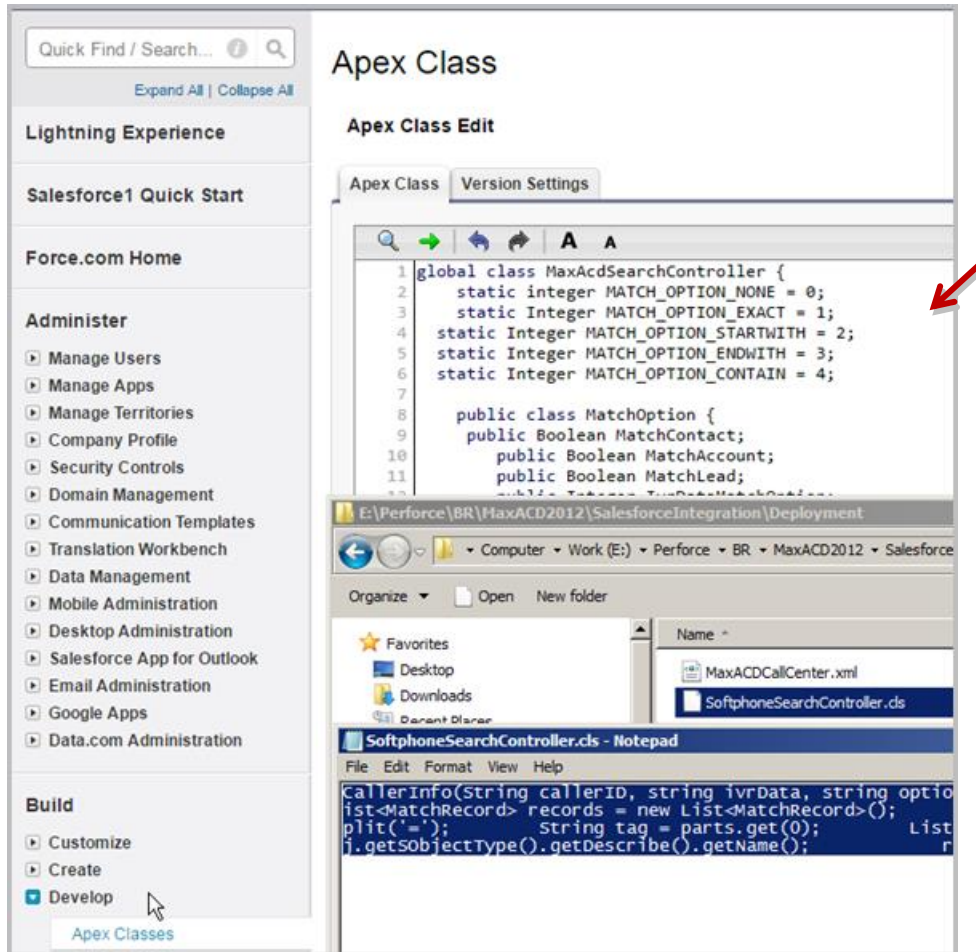 Quick Find / Search...
Expand All | Collapse All
Lightning Experience
Salesforce1 Quick Start
Force.com Home
Administer
Manage Users
Manage Apps
Manage Territories
Company Profile
Security Controls
Domain Management
Communication Templates
Translation Workbench
Data Management
Mobile Administration
Desktop Administration
Salesforce App for Outlook
Email Administration
Google Apps
Data.com Administration
Build
Customize
Create
Develop
Apex Classes
Apex Class
Apex Class Edit
Apex Class Version Settings
A A
1 global class MaxAcdSearchController {
2 static integer MATCH_OPTION_NONE = 0;
3 static Integer MATCH_OPTION_EXACT = 1;
4 static Integer MATCH_OPTION_STARTWITH = 2;
5 static Integer MATCH_OPTION_ENDWITH = 3;
6 static Integer MATCH_OPTION_CONTAIN = 4;
7
8 public class MatchOption {
9 public Boolean MatchContact;
10 public Boolean MatchAccount;
11 public Boolean MatchLead;
E:\Perforce\BR\MaxACD2012\SalesforceIntegration\Deployment
Computer Work (E:) Perforce BR MaxACD2012 Salesforce
Organize Open New folder
Favorites
Desktop
Downloads
Recent Places
Name
MaxACDCallCenter.xml
SoftphoneSearchController.cls
SoftphoneSearchController.cls - Notepad
File Edit Format View Help
CallerInfo(String callerID, string ivrData, string optio
ist<MatchRecord> records = new List<MatchRecord>();
plit('='); String tag = parts.get(0); List
j.getSObjectType().getDescribe().getName(); r